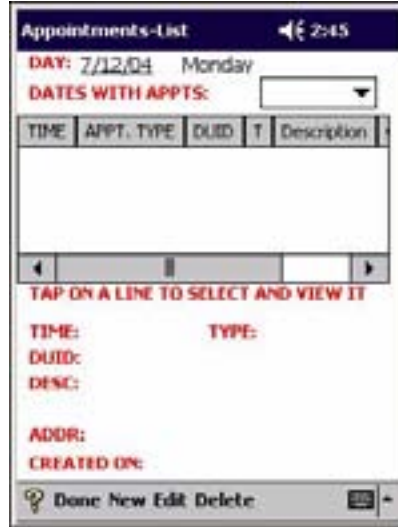 Appointments-List 2:45
DAY: 7/12/04 Monday
DATES WITH APPTS:
TIME APPT. TYPE DUID T Description
TAP ON A LINE TO SELECT AND VIEW IT
TIME: TYPE:
DUID:
DESC:
ADDR:
CREATED ON:
Done New Edit Delete